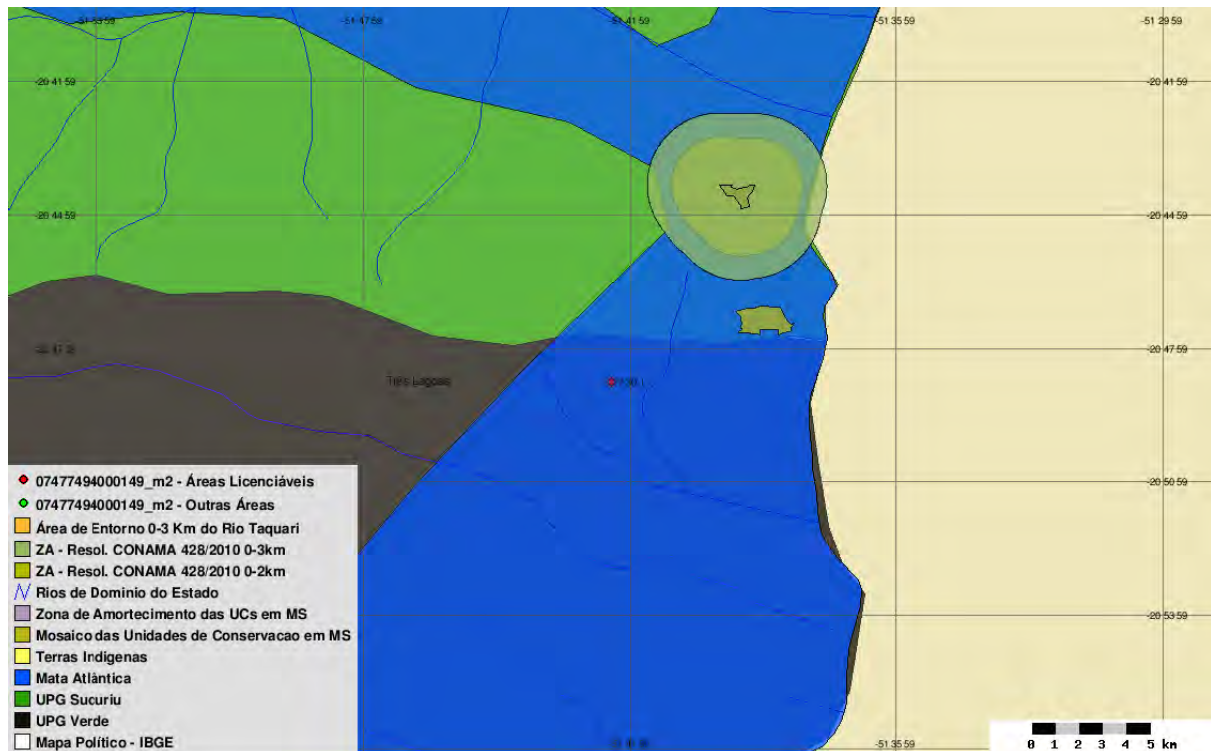 -51 53 59
-51 47 59
-51 41 59
-51 35 59
-51 29 59
-20 41 59
-20 41 59
-20 44 59
-20 44 59
-20 47 59
Três Lagoas
-20 50 59
-20 53 59
-51 35 59
07477494000149_m2 - Áreas Licenciáveis
07477494000149_m2 - Outras Áreas
Área de Entorno 0-3 Km do Rio Taquari
ZA - Resol. CONAMA 428/2010 0-3km
ZA - Resol. CONAMA 428/2010 0-2km
Rios de Dominio do Estado
Zona de Amortecimento das UCs em MS
Mosaico das Unidades de Conservacao em MS
Terras Indigenas
Mata Atlântica
UPG Sucuriu
UPG Verde
Mapa Político - IBGE
0 1 2 3 4 5 km